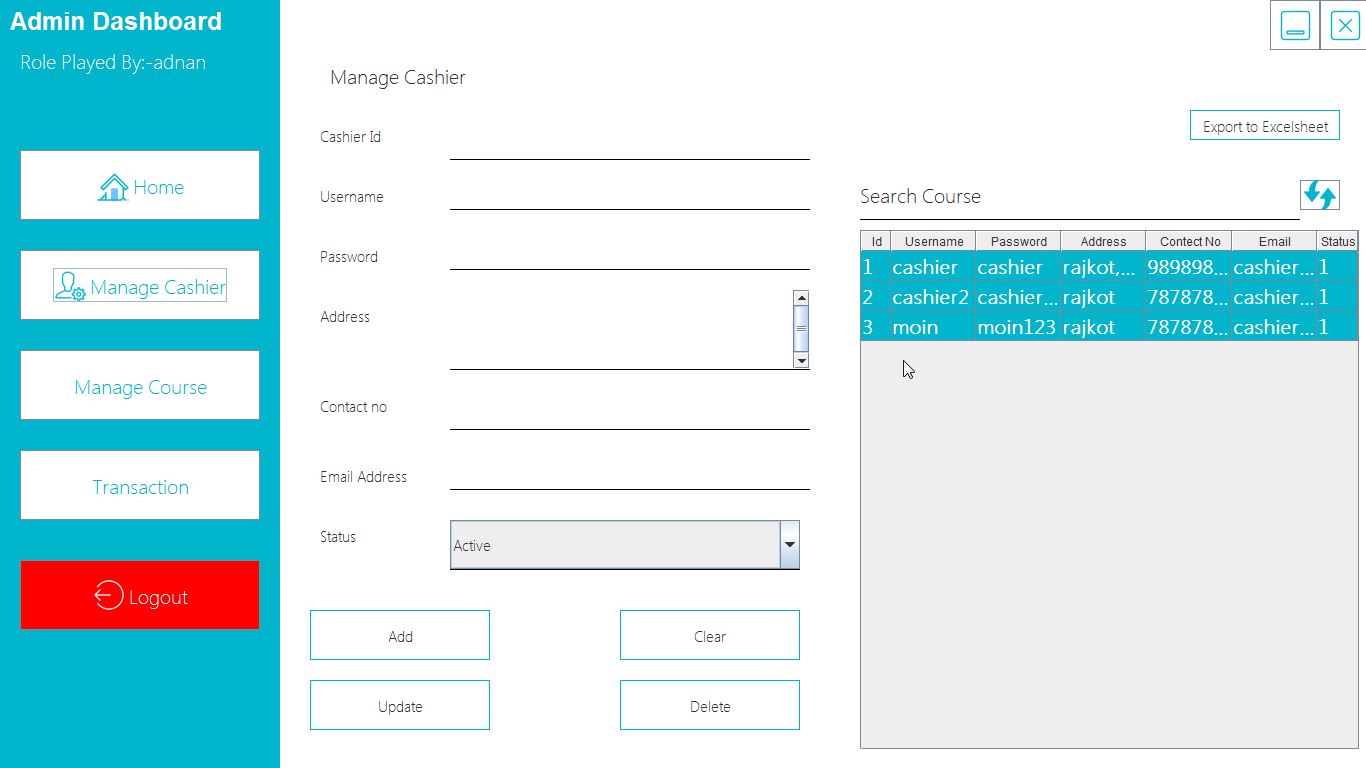 Admin Dashboard
Role Played By:-adnan
Home
Manage Cashier
Manage Course
Transaction
Logout
Manage Cashier
Cashier Id
Username
Password
Address
Contact no
Email Address
Status
Active
Add
Clear
Update
Delete
Export to Excelsheet
Search Course
Id Username Password Address Contect No Email Status
1 cashier cashier rajkot,... 989898... cashier... 1
2 cashier2 cashier... rajkot 787878... cashier... 1
3 moin moin123 rajkot 787878... cashier... 1